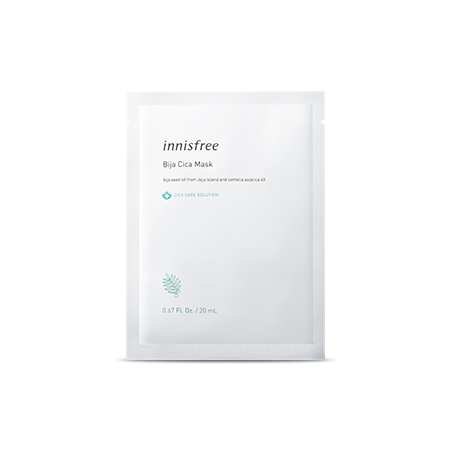 innisfree
Bija Cica Mask
bija seed oil from Jeju island and centella asiatica 4X
CICA CARE SOLUTION
0.67 FL. Oz. / 20 mL